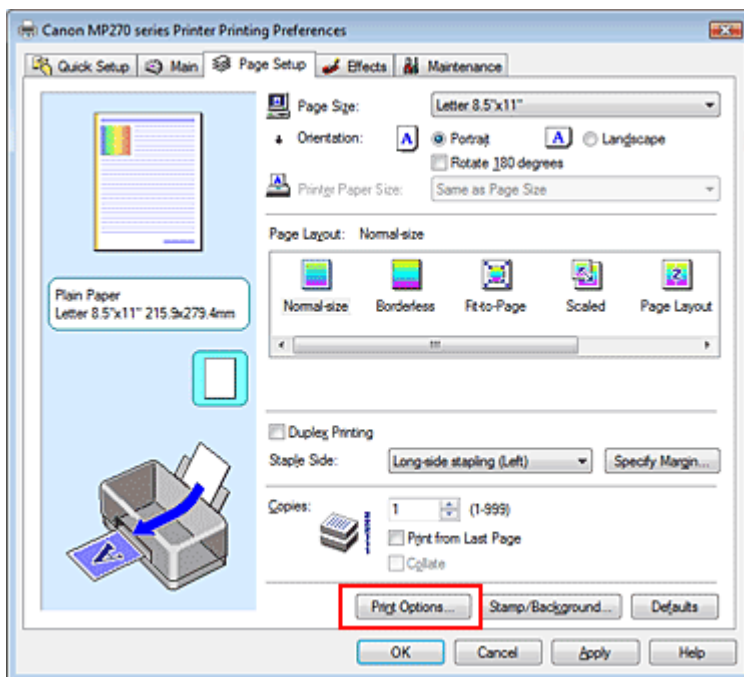 Canon MP270 series Printer Printing Preferences
Quick Setup Main Page Setup Effects Maintenance
Plain Paper
Letter 8.5"x11" 215.9x279.4mm
Page Size: Letter 8.5"x11"
Orientation: A Portrait A Landscape
Rotate 180 degrees
Printer Paper Size: Same as Page Size
Page Layout: Normal-size
Normal-size Borderless Fit-to-Page Scaled Page Layout
Duplex Printing
Staple Side: Long-side stapling (Left) Specify Margin...
Copies: 1 (1-999)
Print from Last Page
Collate
Print Options... Stamp/Background... Defaults
OK Cancel Apply Help